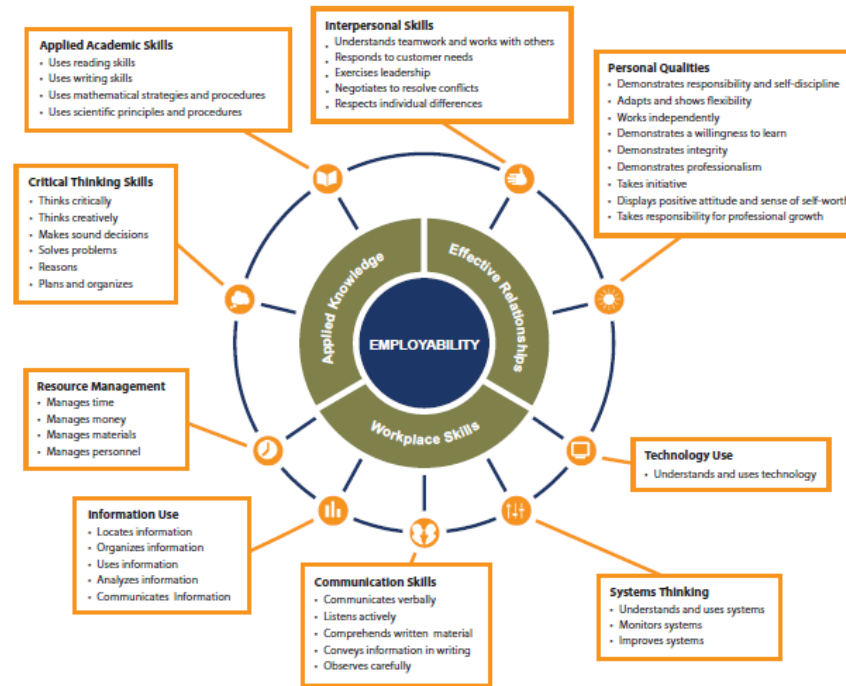 Interpersonal Skills
Understands teamwork and works with others
Responds to customer needs
Exercises leadership
Negotiates to resolve conflicts
Respects individual differences
Applied Academic Skills
Uses reading skills
Uses writing skills
Uses mathematical strategies and procedures
Uses scientific principles and procedures
Personal Qualities
Demonstrates responsibility and self-discipline
Adapts and shows flexibility
Works independently
Demonstrates a willingness to learn
Demonstrates integrity
Demonstrates professionalism
Takes initiative
Displays positive attitude and sense of self-worth
Takes responsibility for professional growth
Critical Thinking Skills
Thinks critically
Thinks creatively
Makes sound decisions
Solves problems
Reasons
Plans and organizes
Applied Knowledge
Effective Relationships
EMPLOYABILITY
Workplace Skills
Resource Management
Manages time
Manages money
Manages materials
Manages personnel
Technology Use
Understands and uses technology
Information Use
Locates information
Organizes information
Uses information
Analyzes information
Communicates Information
Communication Skills
Communicates verbally
Listens actively
Comprehends written material
Conveys information in writing
Observes carefully
Systems Thinking
Understands and uses systems
Monitors systems
Improves systems